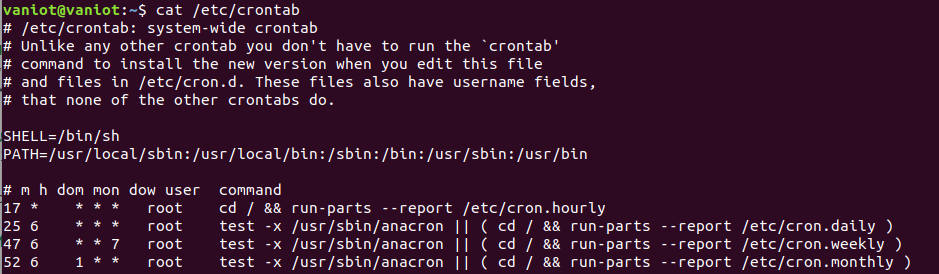 vaniot@vaniot:~$ cat /etc/crontab
# /etc/crontab: system-wide crontab
# Unlike any other crontab you don't have to run the `crontab'
# command to install the new version when you edit this file
# and files in /etc/cron.d. These files also have username fields,
# that none of the other crontabs do.

SHELL=/bin/sh
PATH=/usr/local/sbin:/usr/local/bin:/sbin:/bin:/usr/sbin:/usr/bin

# m h dom mon dow user  command
17 *    * * *   root    cd / && run-parts --report /etc/cron.hourly
25 6    * * *   root    test -x /usr/sbin/anacron || ( cd / && run-parts --report /etc/cron.daily )
47 6    * * 7   root    test -x /usr/sbin/anacron || ( cd / && run-parts --report /etc/cron.weekly )
52 6    1 * *   root    test -x /usr/sbin/anacron || ( cd / && run-parts --report /etc/cron.monthly )